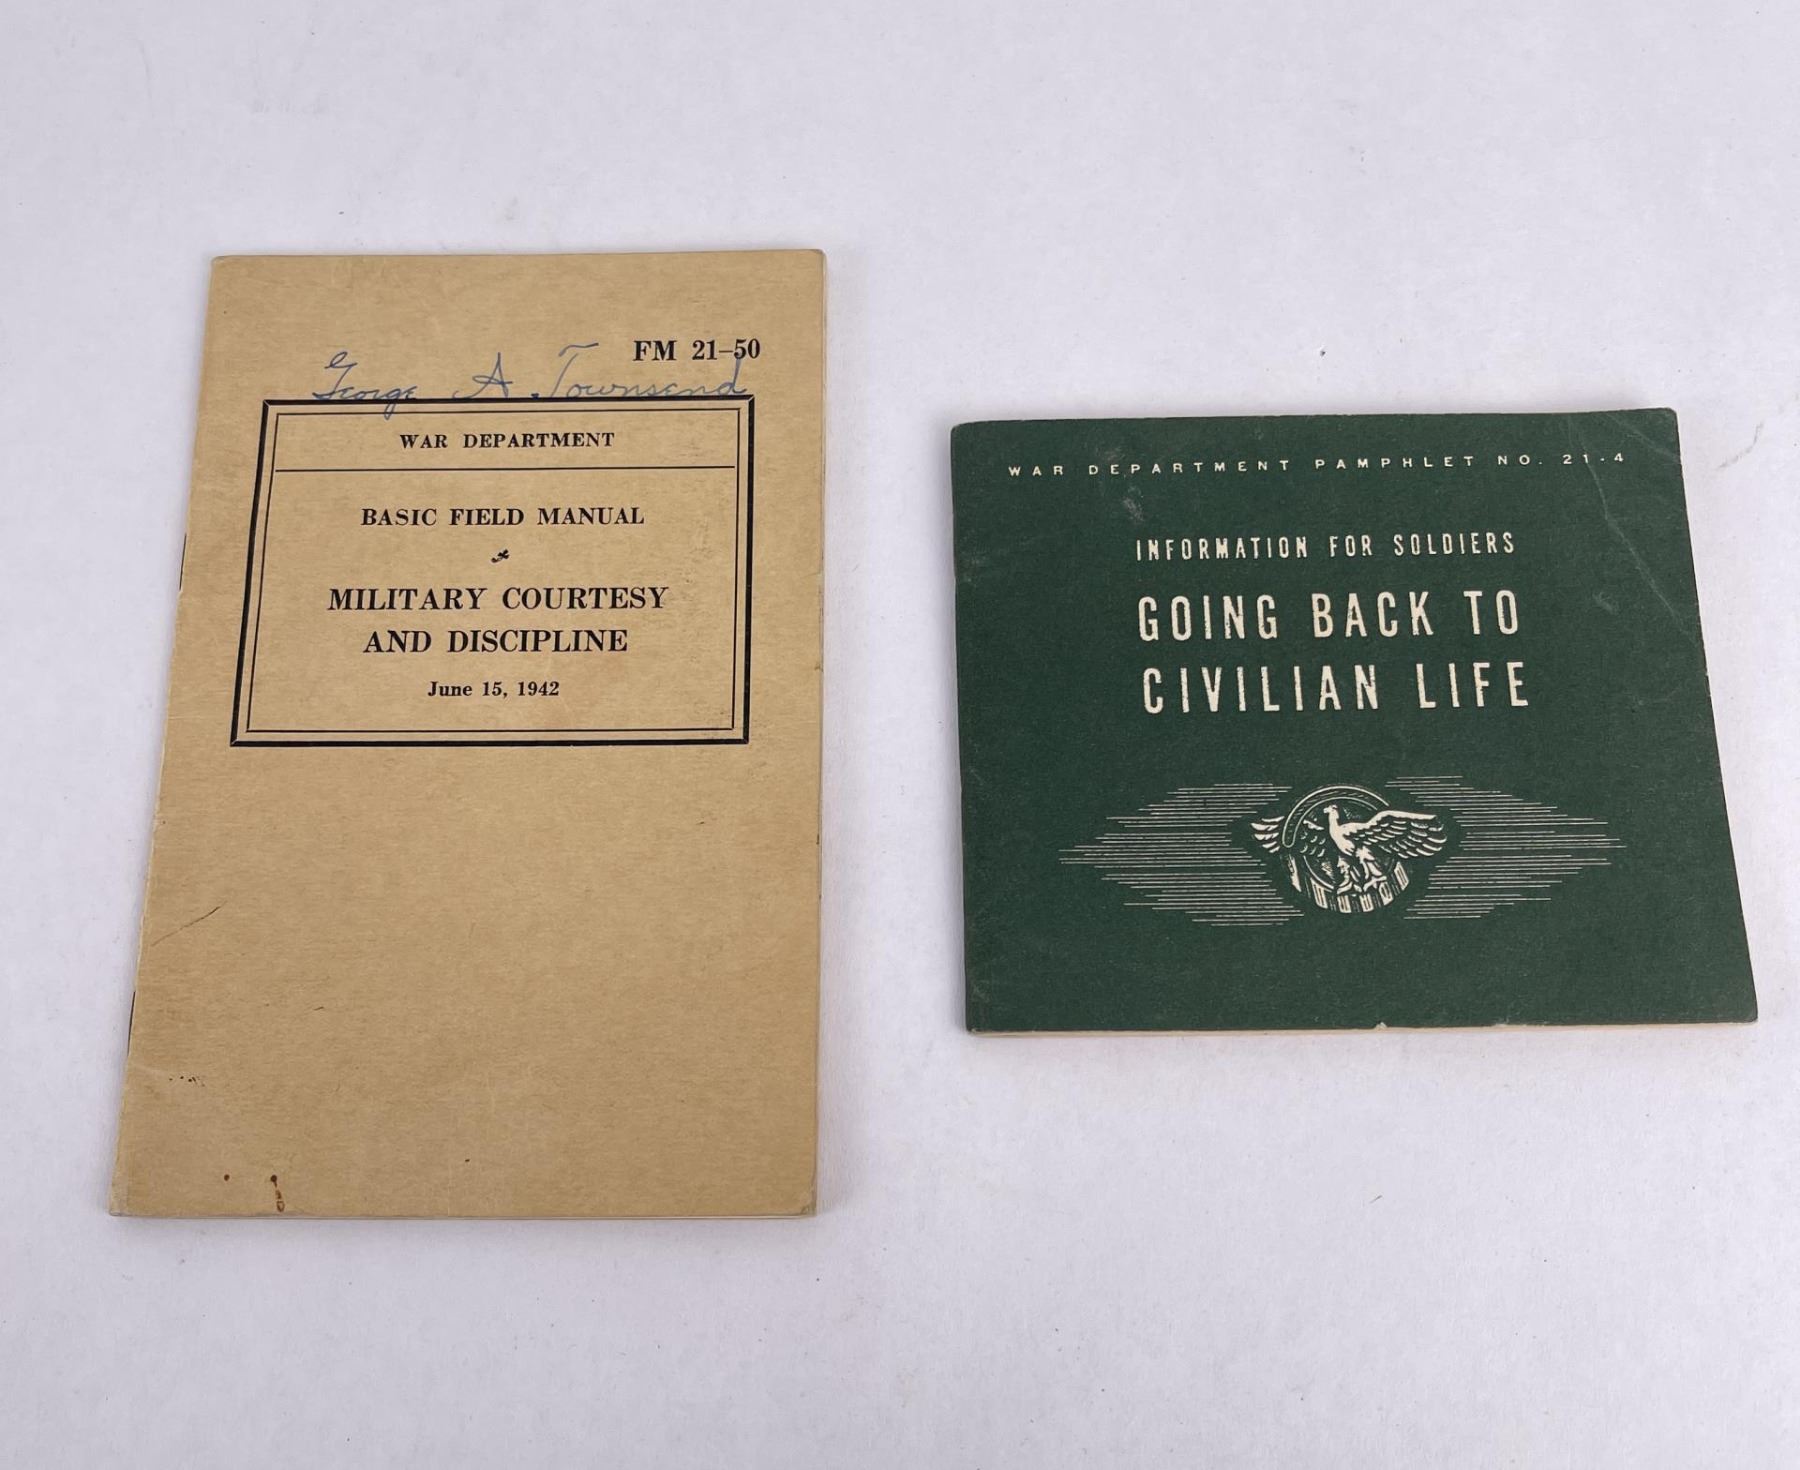 FM 21-50
George A. Townsend
WAR DEPARTMENT
BASIC FIELD MANUAL
MILITARY COURTESY
AND DISCIPLINE
June 15, 1942
WAR DEPARTMENT PAMPHLET NO. 21-4
INFORMATION FOR SOLDIERS
GOING BACK TO
CIVILIAN LIFE